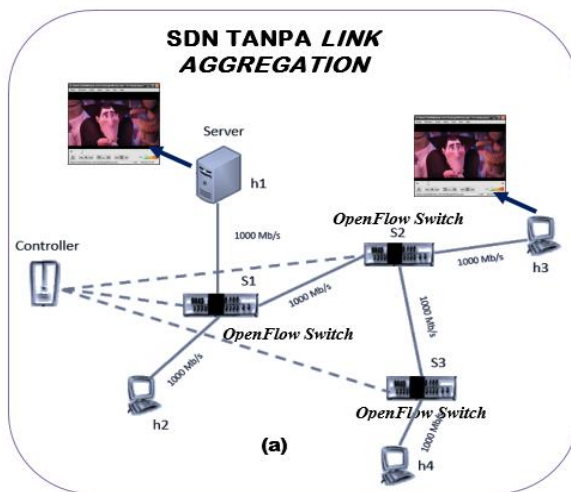 SDN TANPA LINK
AGGREGATION
Server
h1
OpenFlow Switch
S2
Controller
1000 Mb/s
1000 Mb/s
h3
S1
1000 Mb/s
OpenFlow Switch
1000 Mb/s
1000 Mb/s
S3
h2
OpenFlow Switch
(a)
1000 Mb/s
h4